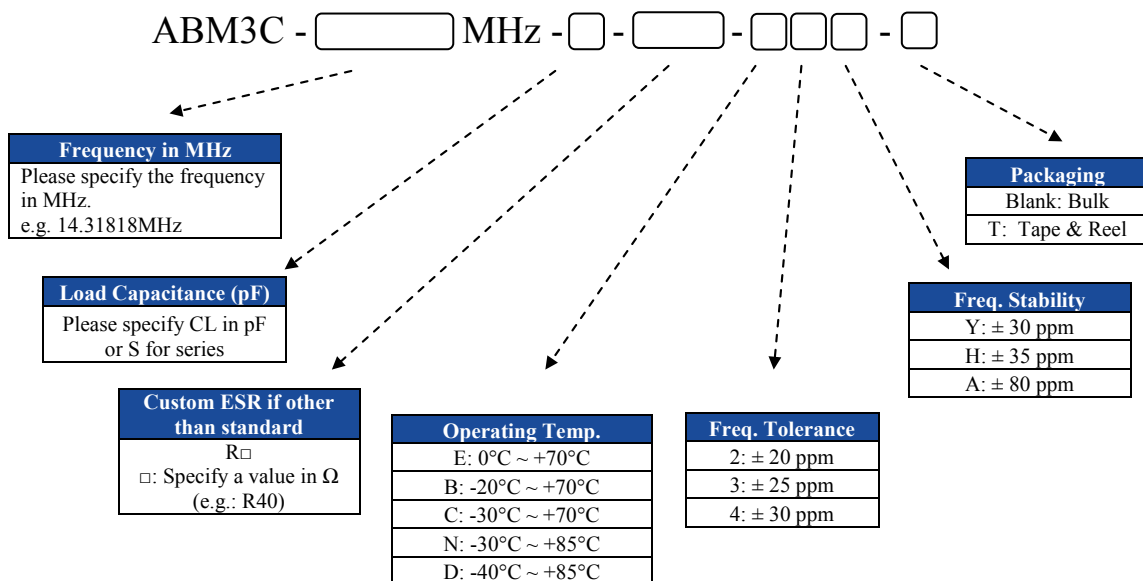 ABM3C - MHz - - - -
Frequency in MHz
Please specify the frequency
in MHz.
e.g. 14.31818MHz
Load Capacitance (pF)
Please specify CL in pF
or S for series
Custom ESR if other
than standard
R□
□: Specify a value in Ω
(e.g.: R40)
Operating Temp.
E: 0°C ~ +70°C
B: -20°C ~ +70°C
C: -30°C ~ +70°C
N: -30°C ~ +85°C
D: -40°C ~ +85°C
Freq. Tolerance
2: ± 20 ppm
3: ± 25 ppm
4: ± 30 ppm
Freq. Stability
Y: ± 30 ppm
H: ± 35 ppm
A: ± 80 ppm
Packaging
Blank: Bulk
T: Tape & Reel